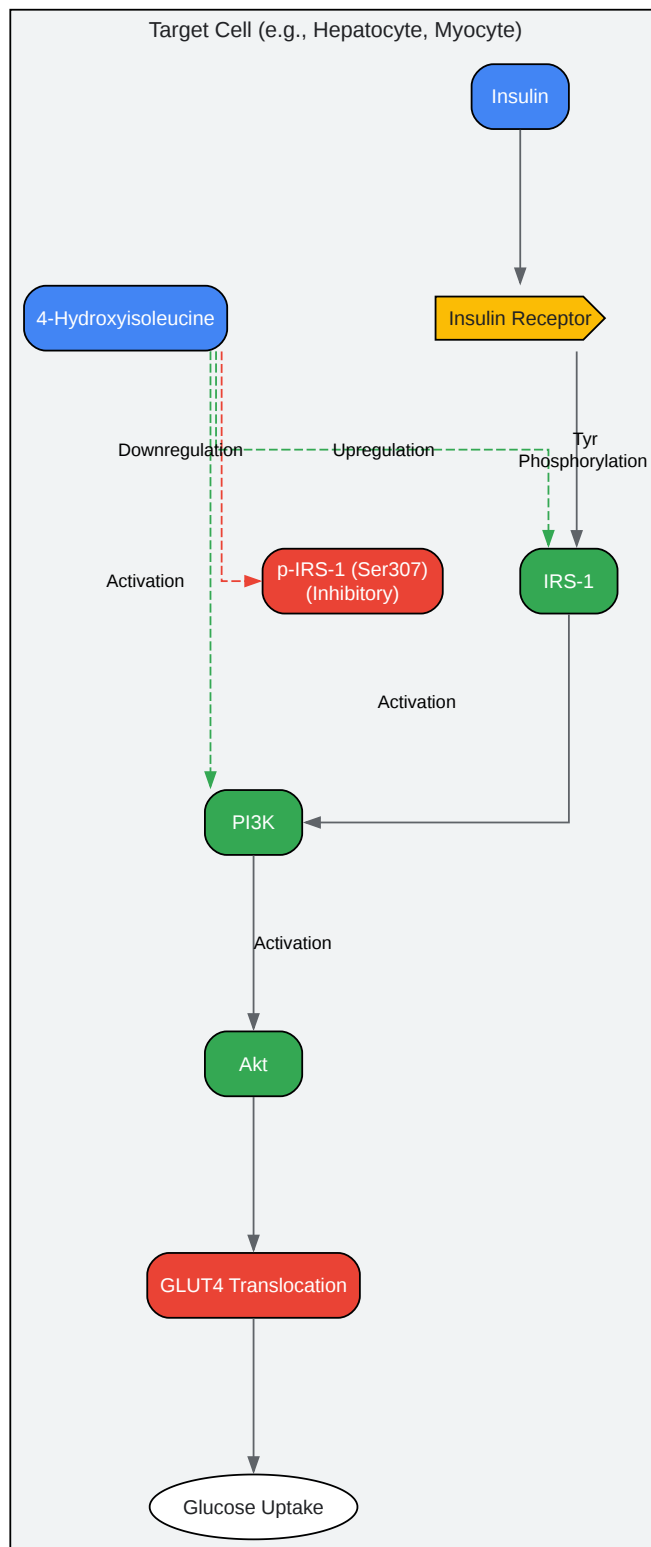 Target Cell (e.g., Hepatocyte, Myocyte)
Insulin
4-Hydroxyisoleucine
Insulin Receptor
Downregulation
Upregulation
Tyr
Phosphorylation
Activation
p-IRS-1 (Ser307)
(Inhibitory)
IRS-1
Activation
PI3K
Activation
Akt
GLUT4 Translocation
Glucose Uptake